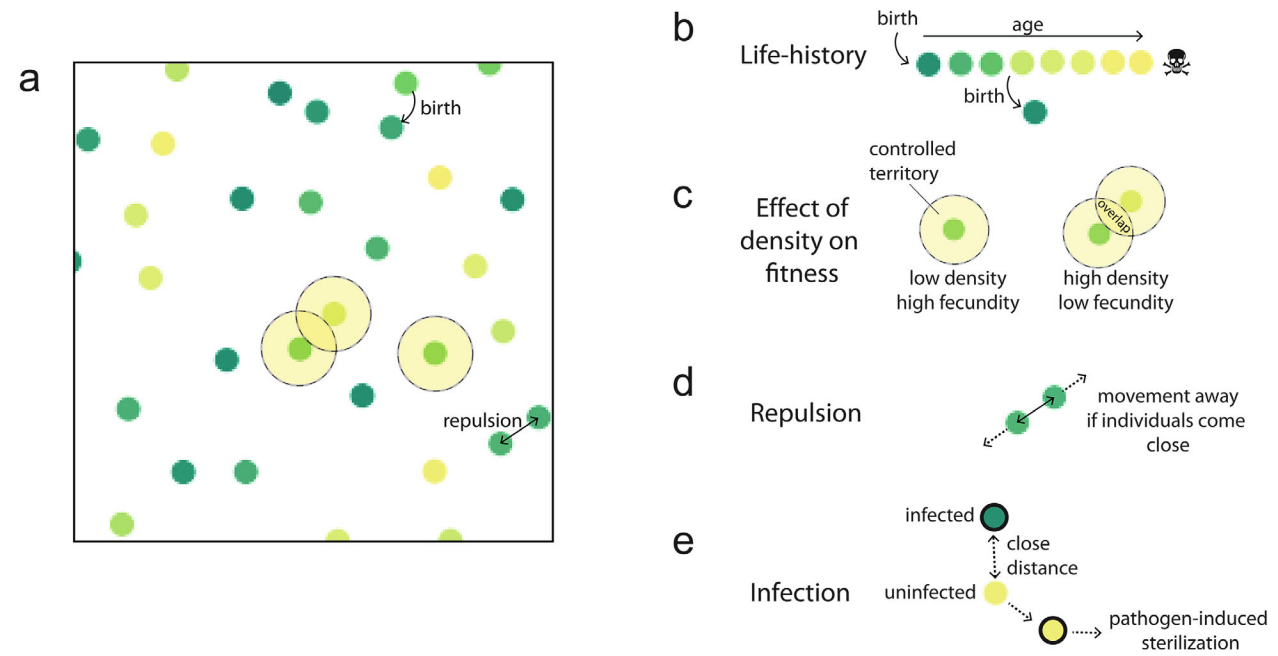 a
birth
repulsion
b
Life-history
birth
age
birth
c
Effect of
density on
fitness
controlled
territory
overlap
low density
high fecundity
high density
low fecundity
d
Repulsion
movement away
if individuals come
close
e
Infection
infected
close
distance
uninfected
pathogen-induced
sterilization